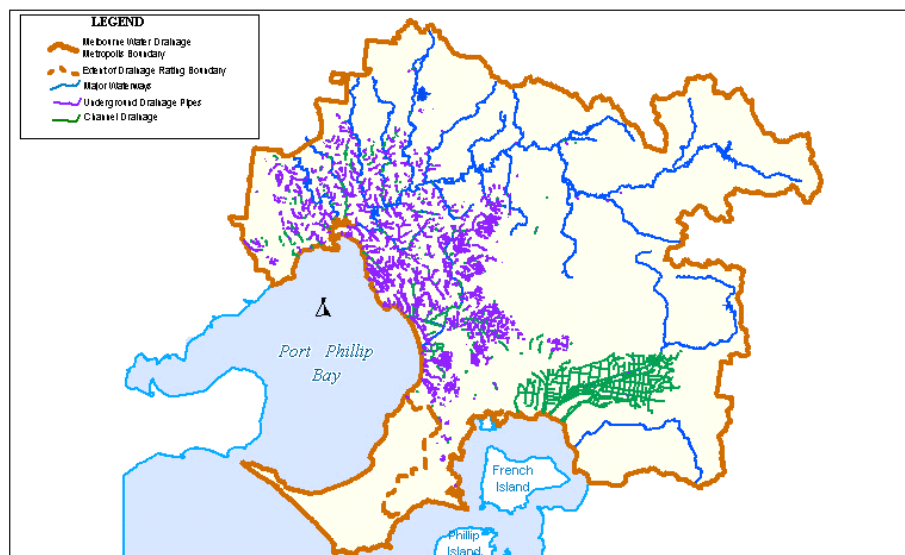 LEGEND
Melbourne Water Drainage
Metropolis Boundary
Extent of Drainage Rating Boundary
Major Waterways
Underground Drainage Pipes
Channel Drainage
Port Phillip
Bay
French
Island
Phillip
Island